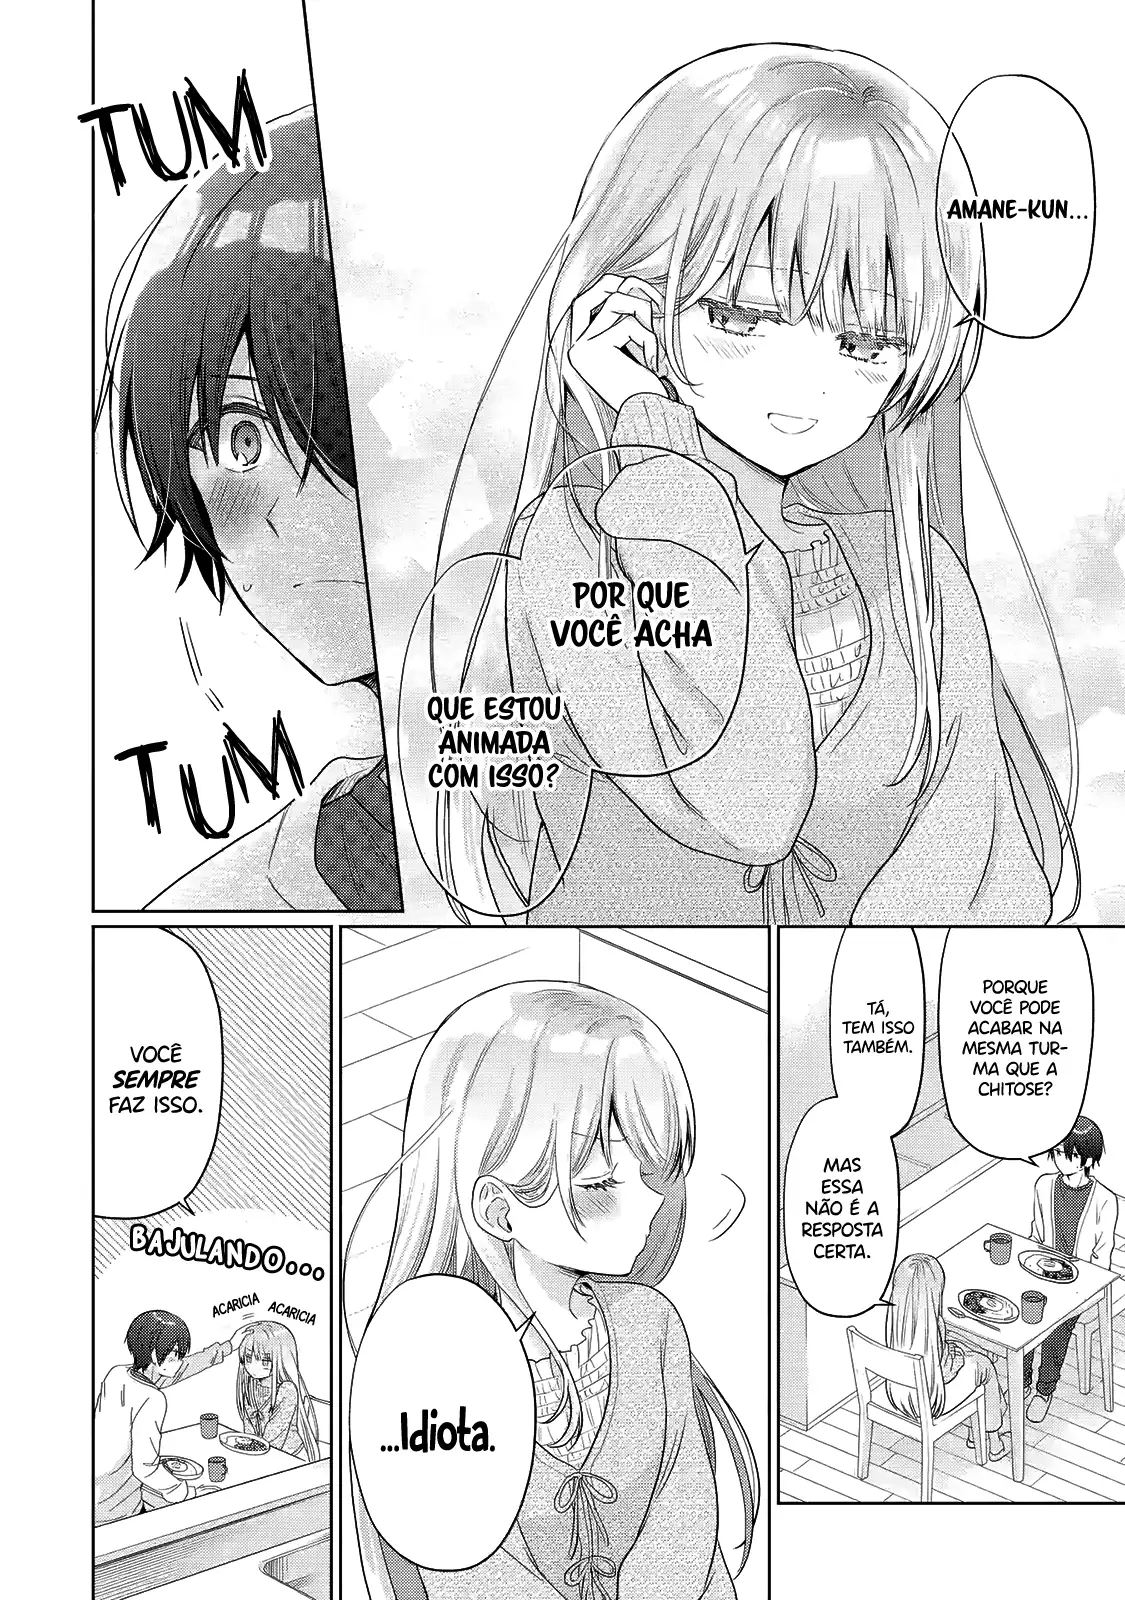 AMANE-KUN...
POR QUE
VOCÊ ACHA
QUE ESTOU
ANIMADA
COM ISSO?
TUM
TUM
PORQUE
VOCÊ PODE
ACABAR NA
MESMA TUR-
MA QUE A
CHITOSE?
TÁ,
TEM ISSO
TAMBÉM.
MAS
ESSA
NÃO É A
RESPOSTA
CERTA.
...Idiota.
VOCÊ
SEMPRE
FAZ ISSO.
BAJULANDO...
ACARICIA
ACARICIA